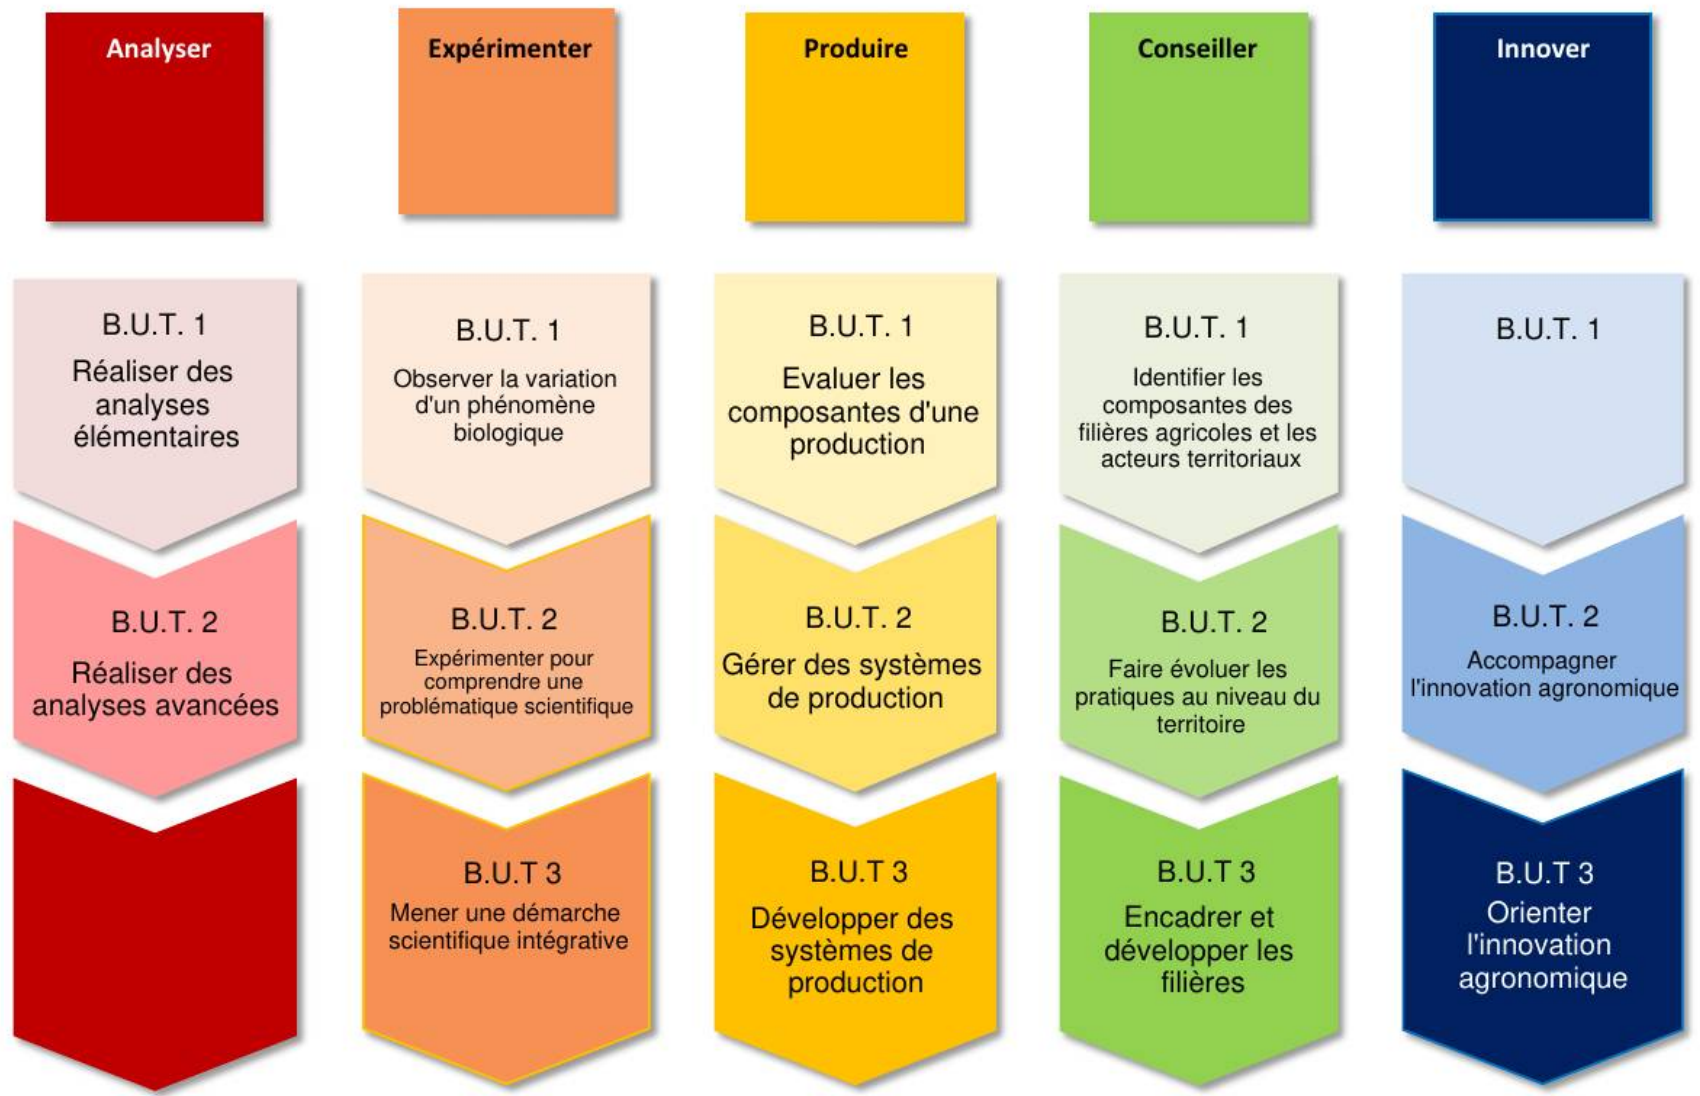 Analyser
Expérimenter
Produire
Conseiller
Innover
B.U.T. 1
Réaliser des
analyses
élémentaires
B.U.T. 1
Observer la variation
d'un phénomène
biologique
B.U.T. 1
Evaluer les
composantes d'une
production
B.U.T. 1
Identifier les
composantes des
filières agricoles et les
acteurs territoriaux
B.U.T. 1
B.U.T. 2
Réaliser des
analyses avancées
B.U.T. 2
Expérimenter pour
comprendre une
problématique scientifique
B.U.T. 2
Gérer des systèmes
de production
B.U.T. 2
Faire évoluer les
pratiques au niveau du
territoire
B.U.T. 2
Accompagner
l'innovation agronomique
B.U.T 3
Mener une démarche
scientifique intégrative
B.U.T 3
Développer des
systèmes de
production
B.U.T 3
Encadrer et
développer les
filières
B.U.T 3
Orienter
l'innovation
agronomique